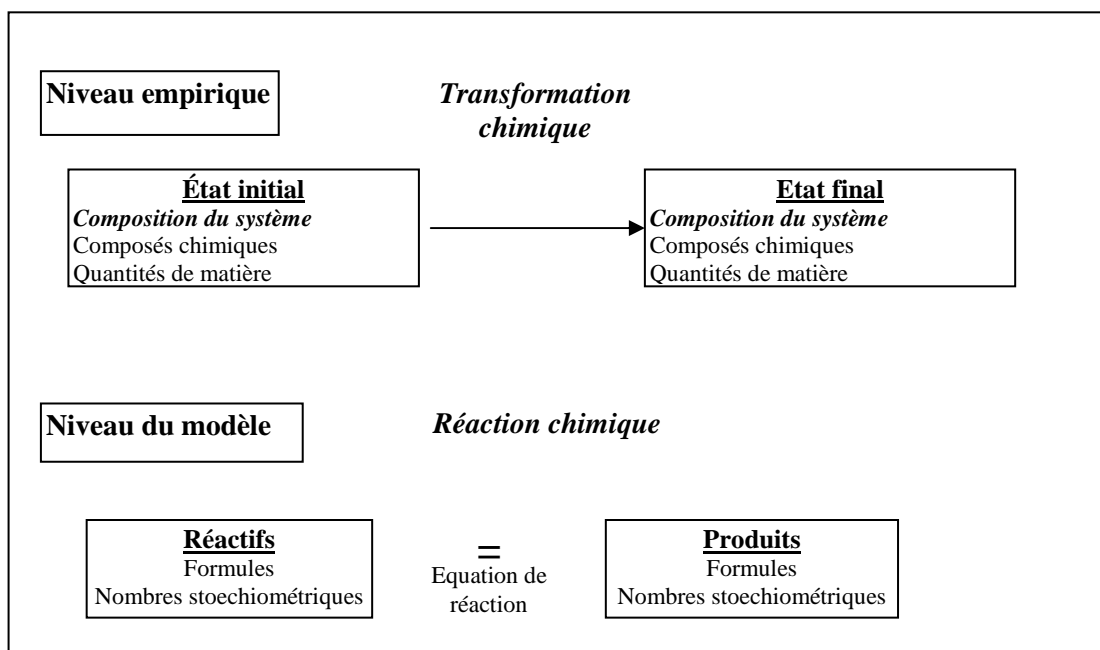 Niveau empirique
Transformation
chimique
État initial
Composition du système
Composés chimiques
Quantités de matière
Etat final
Composition du système
Composés chimiques
Quantités de matière
Niveau du modèle
Réaction chimique
Réactifs
Formules
Nombres stoechiométriques
=
Equation de
réaction
Produits
Formules
Nombres stoechiométriques